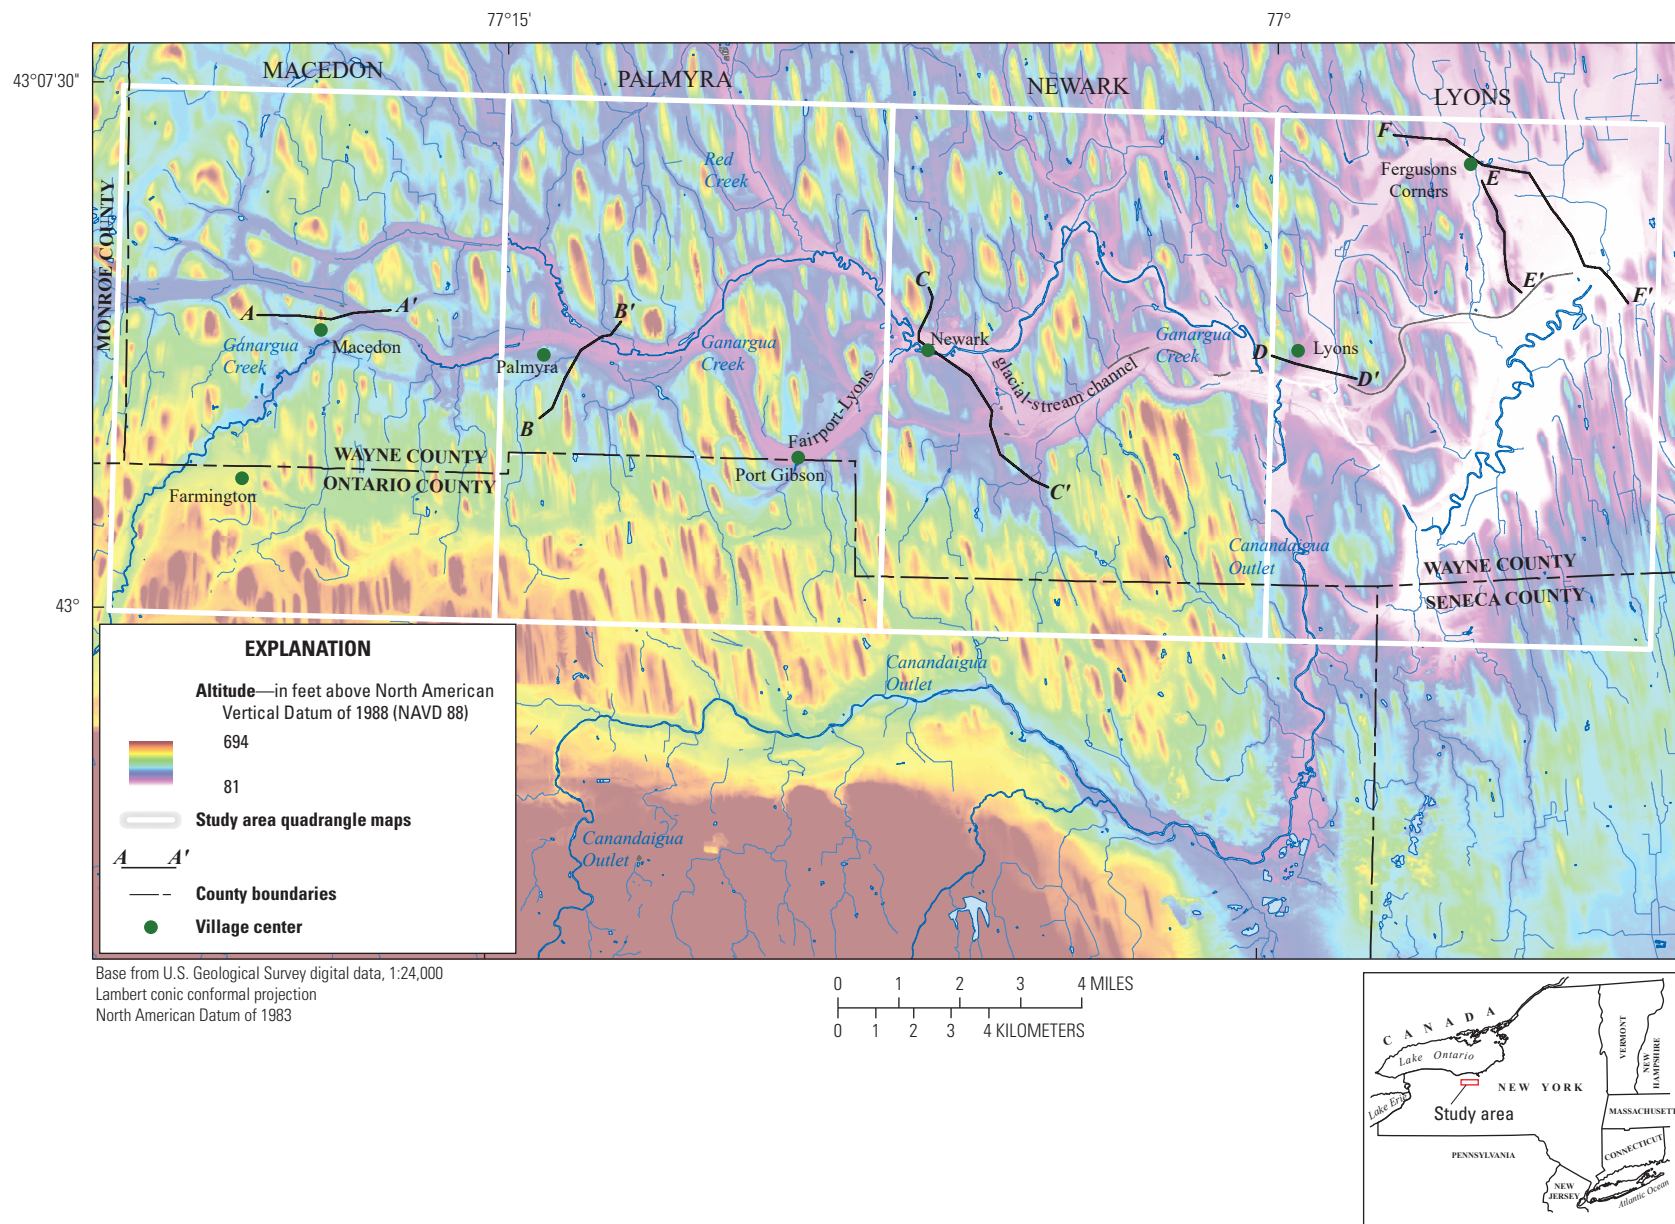 77°15'
77°
43°07'30"
MACEDON
PALMYRA
NEWARK
LYONS
F
Fergusons
Corners
E
Red
Creek
MONROE COUNTY
A
A'
B'
C
E'
F'
Ganargua
Creek
Macedon
Palmyra
Ganargua
Creek
Newark
Ganargua
Creek
D
Lyons
D'
glacial-stream channel
Fairport-Lyons
B
WAYNE COUNTY
ONTARIO COUNTY
Port Gibson
C'
Farmington
Canandaigua
Outlet
WAYNE COUNTY
SENECA COUNTY
43°
Canandaigua
Outlet
Canandaigua
Outlet
EXPLANATION
Altitude—in feet above North American
Vertical Datum of 1988 (NAVD 88)
694
81
Study area quadrangle maps
A A'
County boundaries
Village center
Base from U.S. Geological Survey digital data, 1:24,000
Lambert conic conformal projection
North American Datum of 1983
0 1 2 3 4 MILES
0 1 2 3 4 KILOMETERS
CANADA
Lake Ontario
VERMONT
NEW
HAMPSHIRE
NEW YORK
Lake Erie
Study area
MASSACHUSETT
CONNECTICUT
PENNSYLVANIA
NEW
JERSEY
Atlantic Ocean